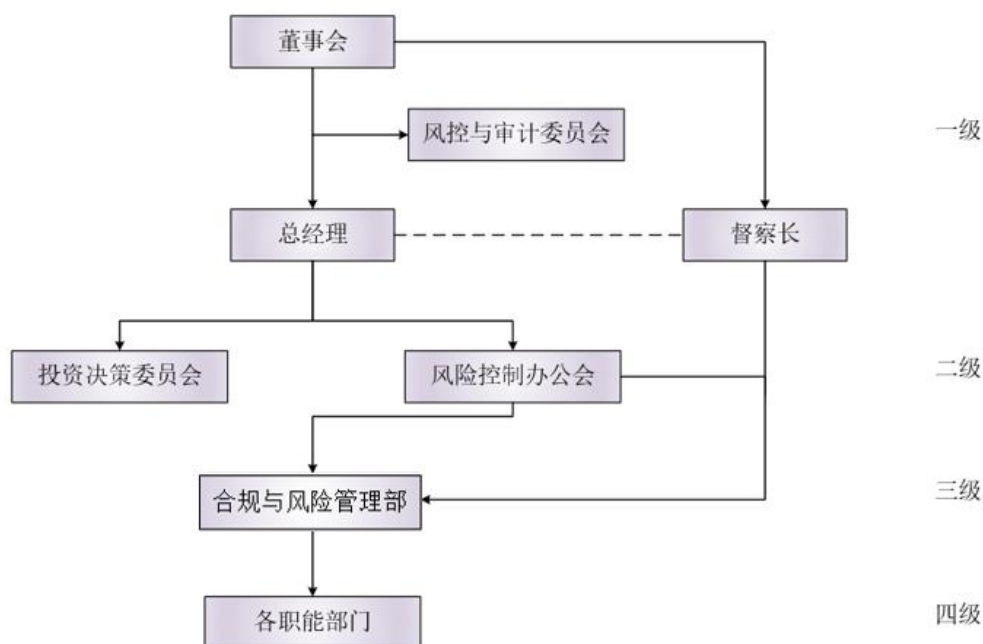 董事会
风控与审计委员会
一级
总经理
督察长
投资决策委员会
风险控制办公会
二级
合规与风险管理部
三级
各职能部门
四级